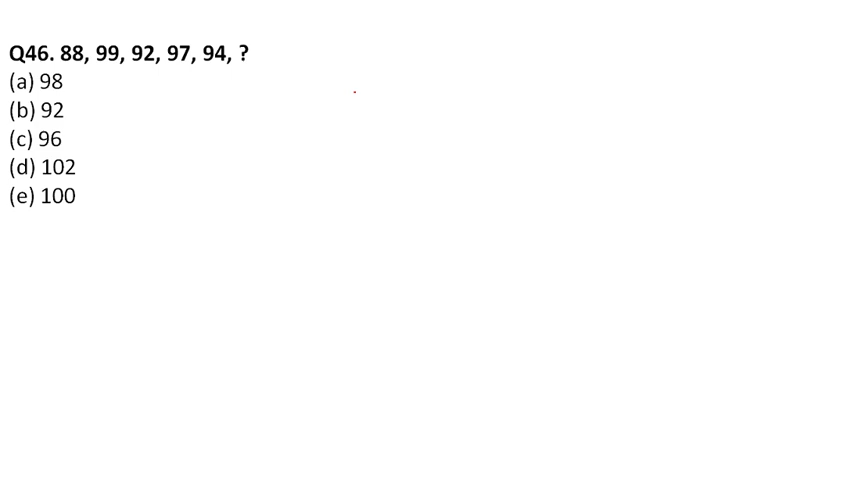 Q46. 88, 99, 92, 97, 94, ?
(a) 98
(b) 92
(c) 96
(d) 102
(e) 100